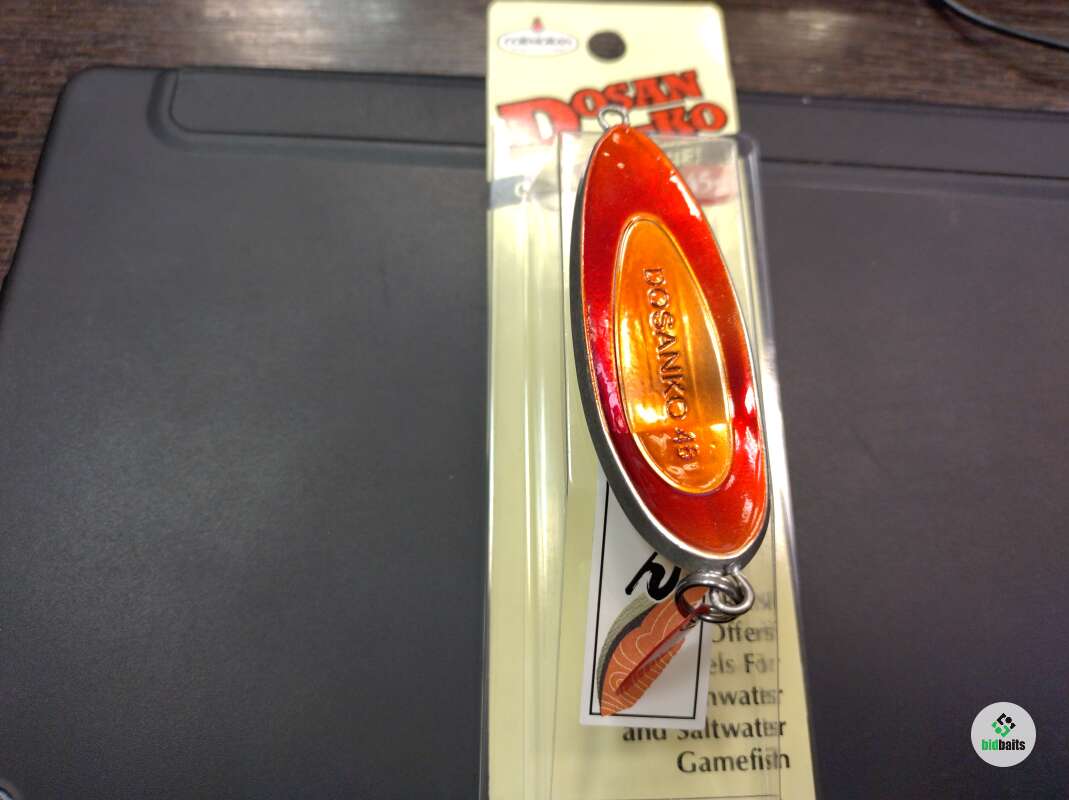 DOSAN
KO
DOSANKO 45
Offers
els For
nwater
and Saltwater
Gamefish
bidbaits